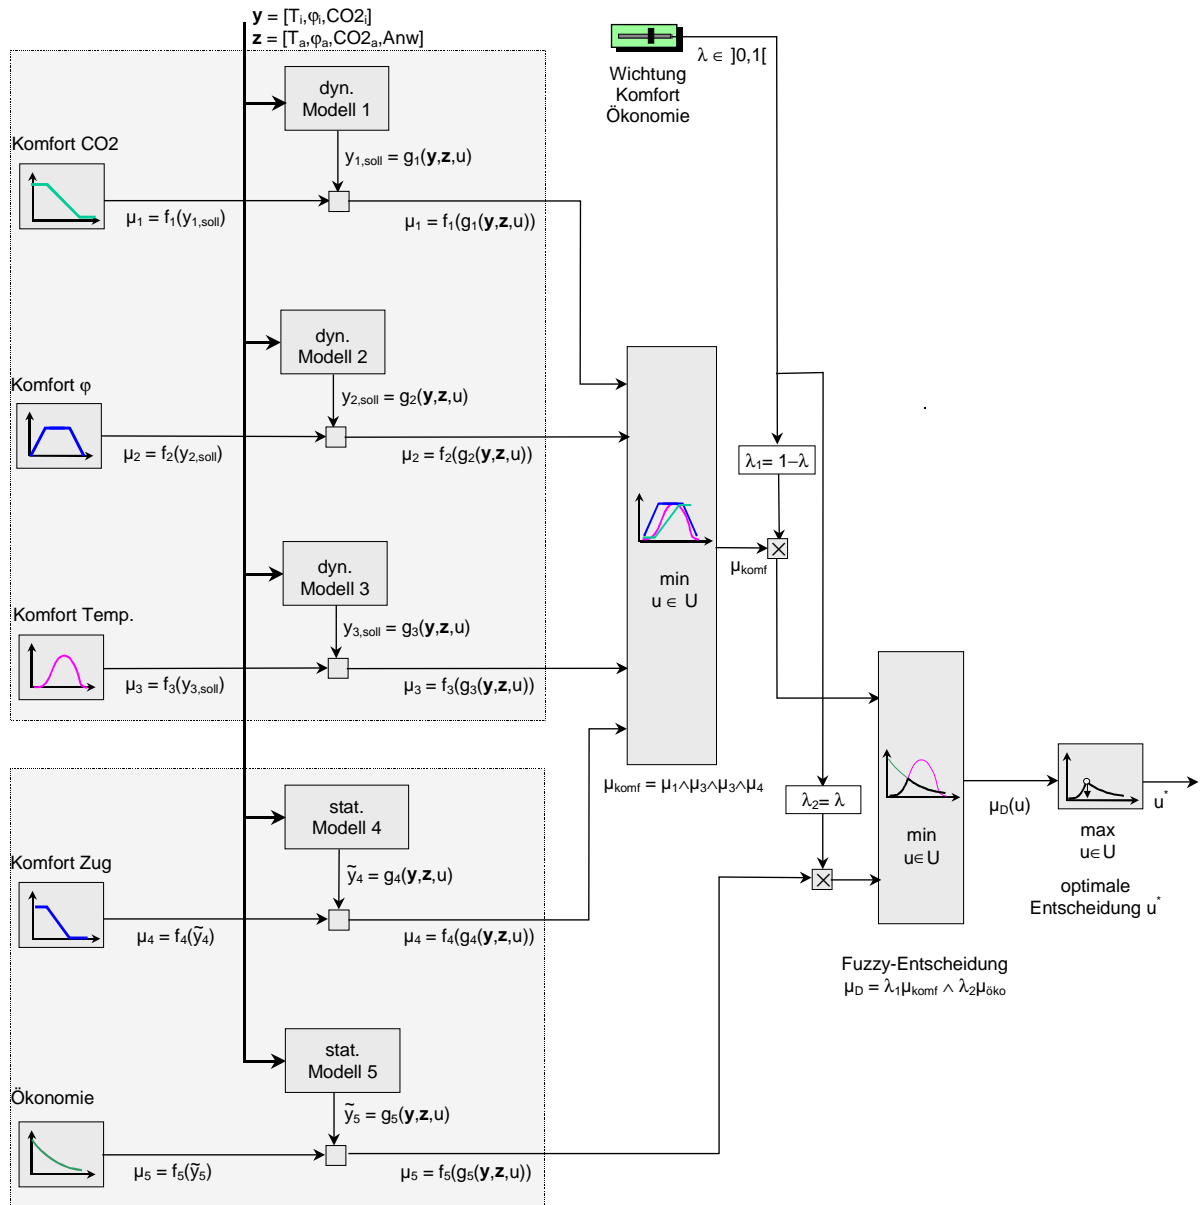 y = [Ti,φi,CO2i]
z = [Ta,φa,CO2a,Anw]
λ ∈ ]0,1[
Wichtung
Komfort
Ökonomie
dyn.
Modell 1
Komfort CO2
y1,soll = g1(y,z,u)
μ1 = f1(y1,soll)
μ1 = f1(g1(y,z,u))
dyn.
Modell 2
Komfort φ
y2,soll = g2(y,z,u)
μ2 = f2(y2,soll)
μ2 = f2(g2(y,z,u))
λ1= 1−λ
dyn.
Modell 3
μkomf
min
u ∈ U
Komfort Temp.
y3,soll = g3(y,z,u)
μ3 = f3(y3,soll)
μ3 = f3(g3(y,z,u))
μkomf = μ1∧μ3∧μ3∧μ4
stat.
Modell 4
λ2= λ
μD(u)
u*
min
u∈U
max
u∈U
Komfort Zug
ỹ4 = g4(y,z,u)
μ4 = f4(ỹ4)
μ4 = f4(g4(y,z,u))
optimale
Entscheidung u*
Fuzzy-Entscheidung
μD = λ1μkomf ∧ λ2μöko
stat.
Modell 5
Ökonomie
ỹ5 = g5(y,z,u)
μ5 = f5(ỹ5)
μ5 = f5(g5(y,z,u))